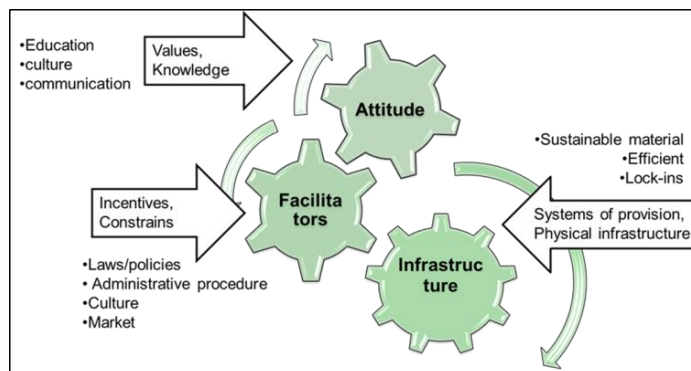 •Education
•culture
•communication
Values,
Knowledge
Attitude
•Sustainable material
•Efficient
•Lock-ins
Incentives,
Constrains
Facilita
tors
Systems of provision,
Physical infrastructure
Infrastruc
ture
•Laws/policies
• Administrative procedure
•Culture
•Market